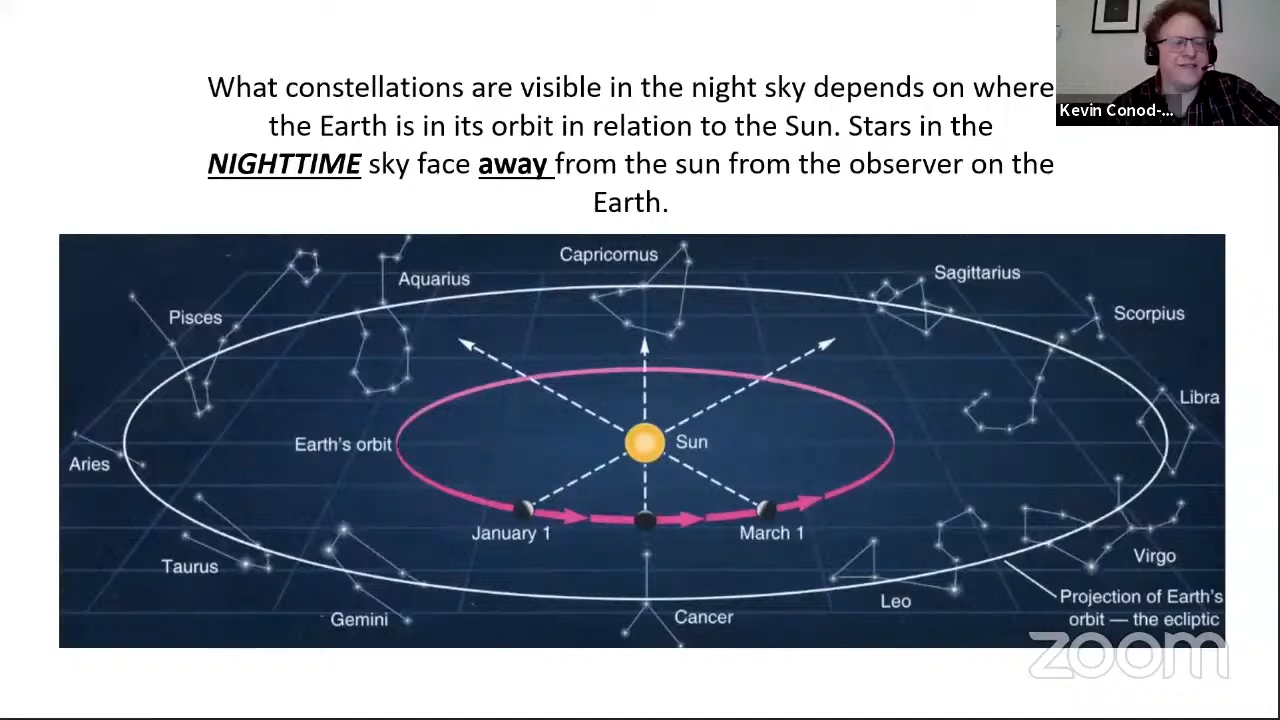 What constellations are visible in the night sky depends on where
the Earth is in its orbit in relation to the Sun. Stars in the
NIGHTTIME sky face away from the sun from the observer on the
Earth.
Kevin Conod-...
Capricornus
Aquarius
Sagittarius
Pisces
Scorpius
Libra
Earth's orbit
Sun
Aries
January 1
March 1
Taurus
Virgo
Gemini
Cancer
Leo
Projection of Earth's
orbit — the ecliptic
zoom